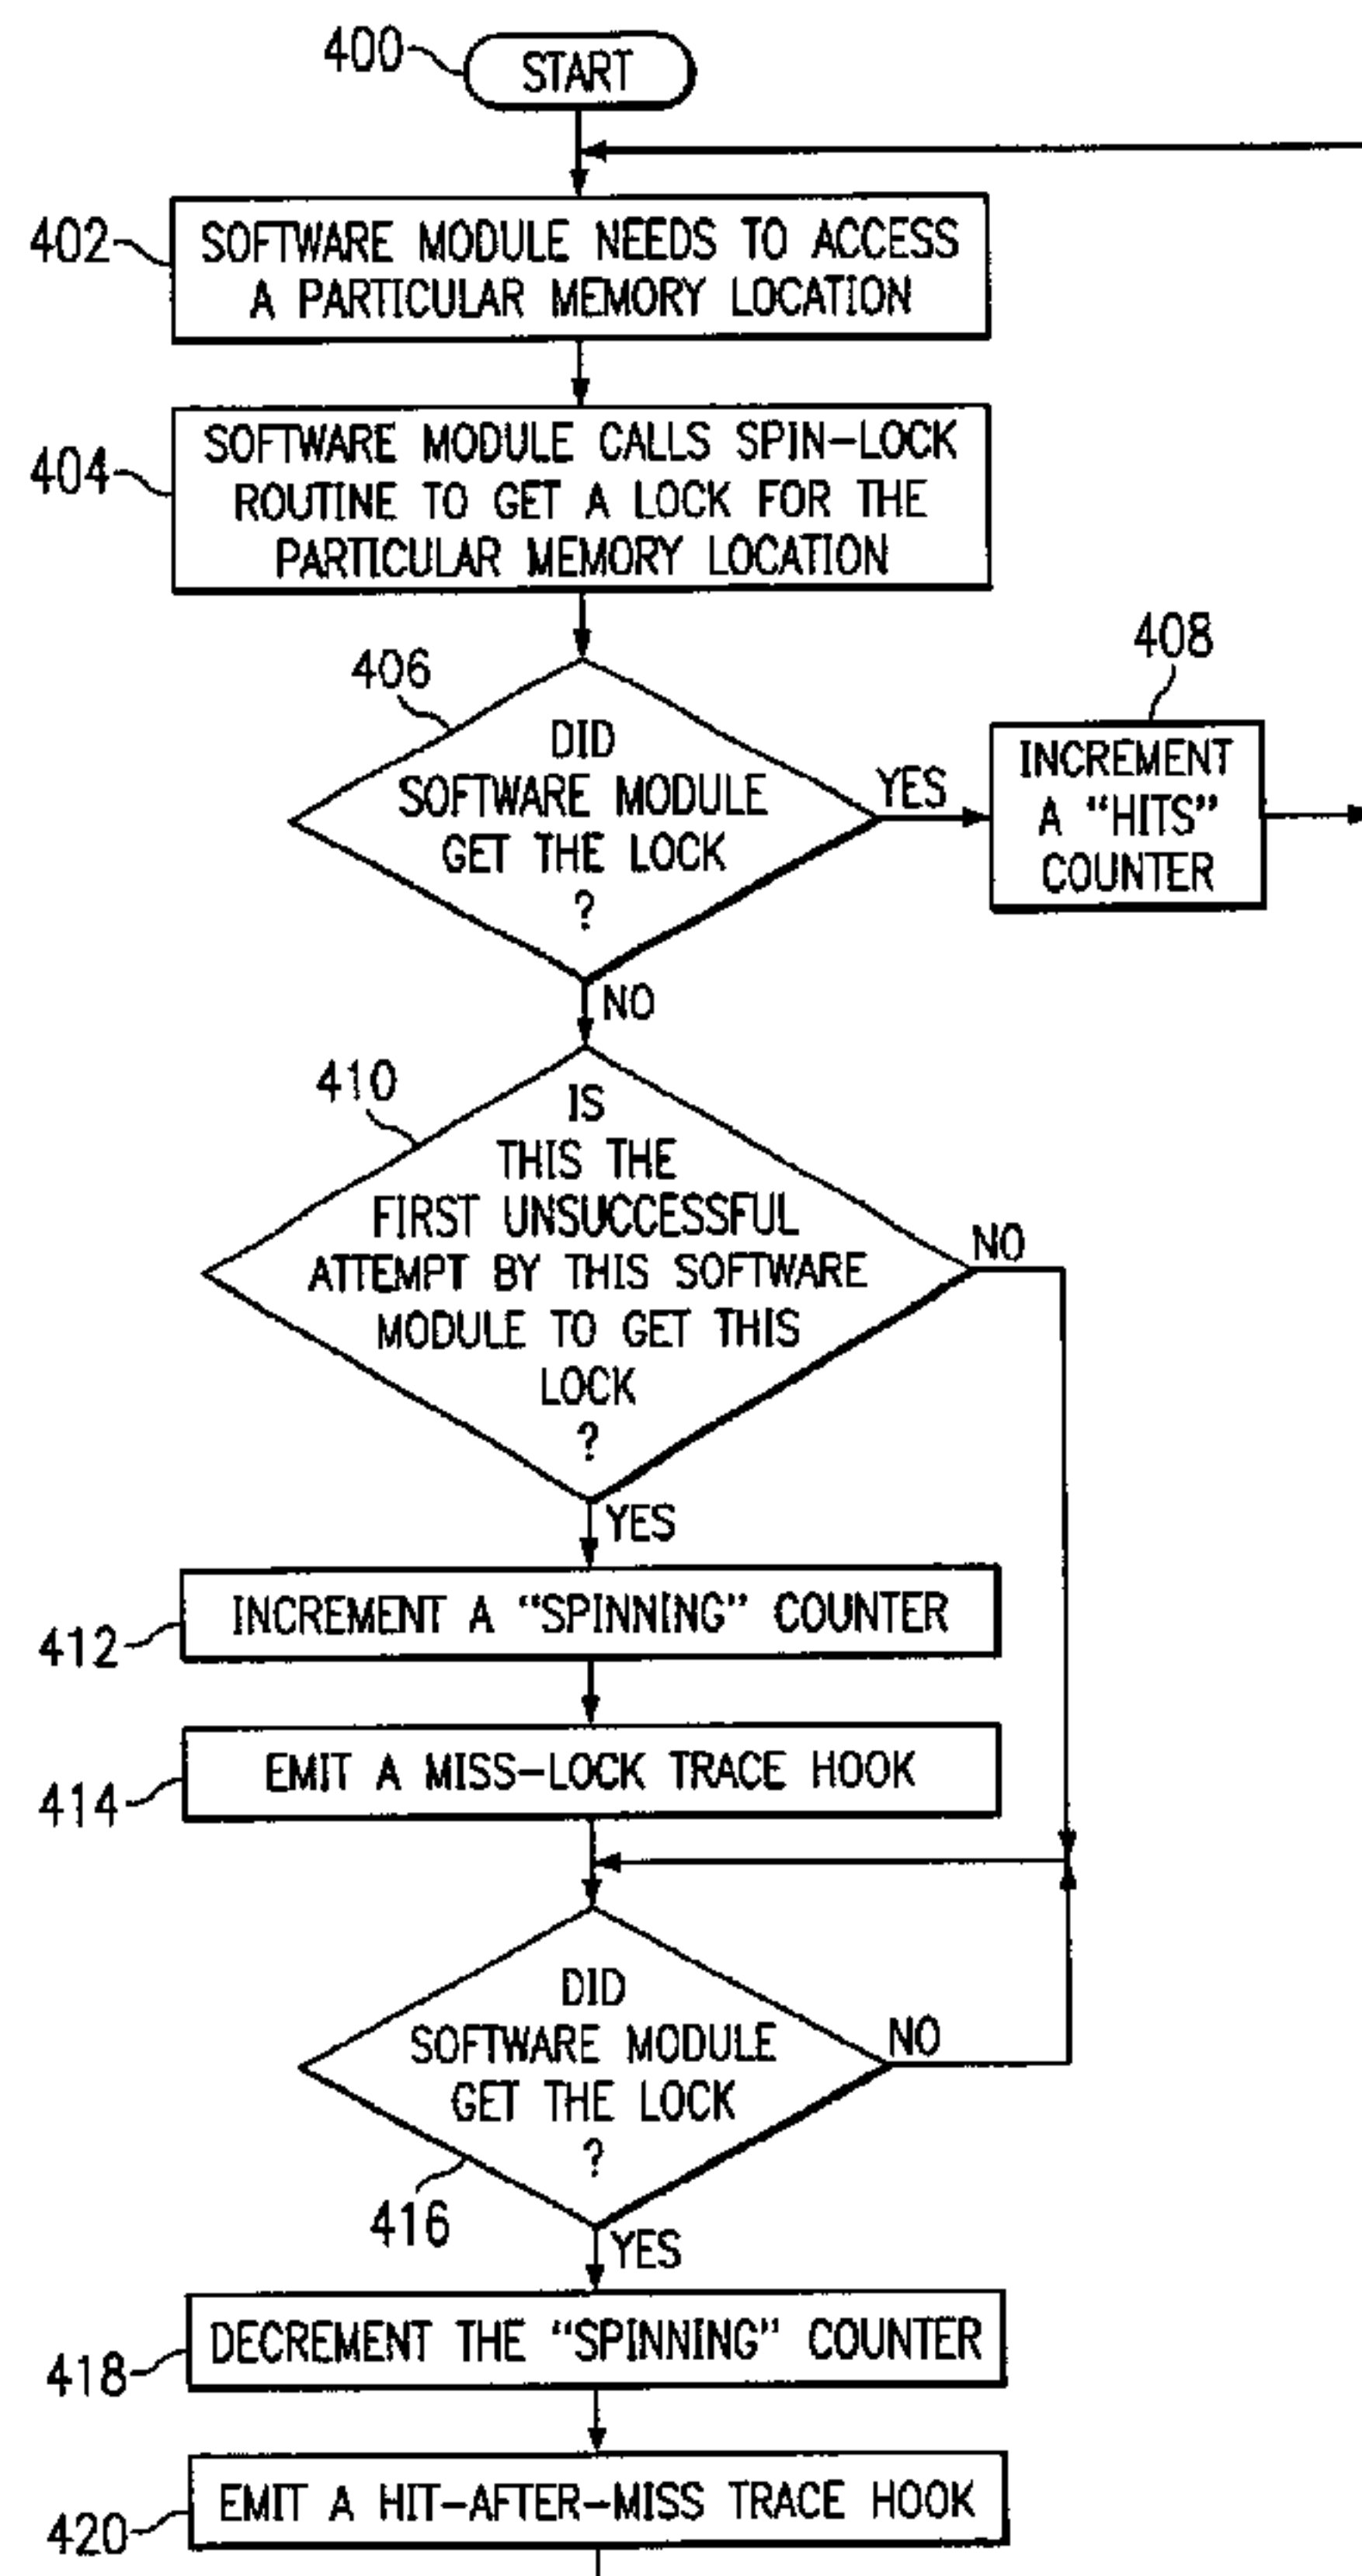 400
START
402
SOFTWARE MODULE NEEDS TO ACCESS
A PARTICULAR MEMORY LOCATION
404
SOFTWARE MODULE CALLS SPIN-LOCK
ROUTINE TO GET A LOCK FOR THE
PARTICULAR MEMORY LOCATION
406
DID
SOFTWARE MODULE
GET THE LOCK
?
YES
408
INCREMENT
A "HITS"
COUNTER
NO
410
IS
THIS THE
FIRST UNSUCCESSFUL
ATTEMPT BY THIS SOFTWARE
MODULE TO GET THIS
LOCK
?
NO
YES
412
INCREMENT A "SPINNING" COUNTER
414
EMIT A MISS-LOCK TRACE HOOK
DID
SOFTWARE MODULE
GET THE LOCK
?
NO
416
YES
418
DECREMENT THE "SPINNING" COUNTER
420
EMIT A HIT-AFTER-MISS TRACE HOOK